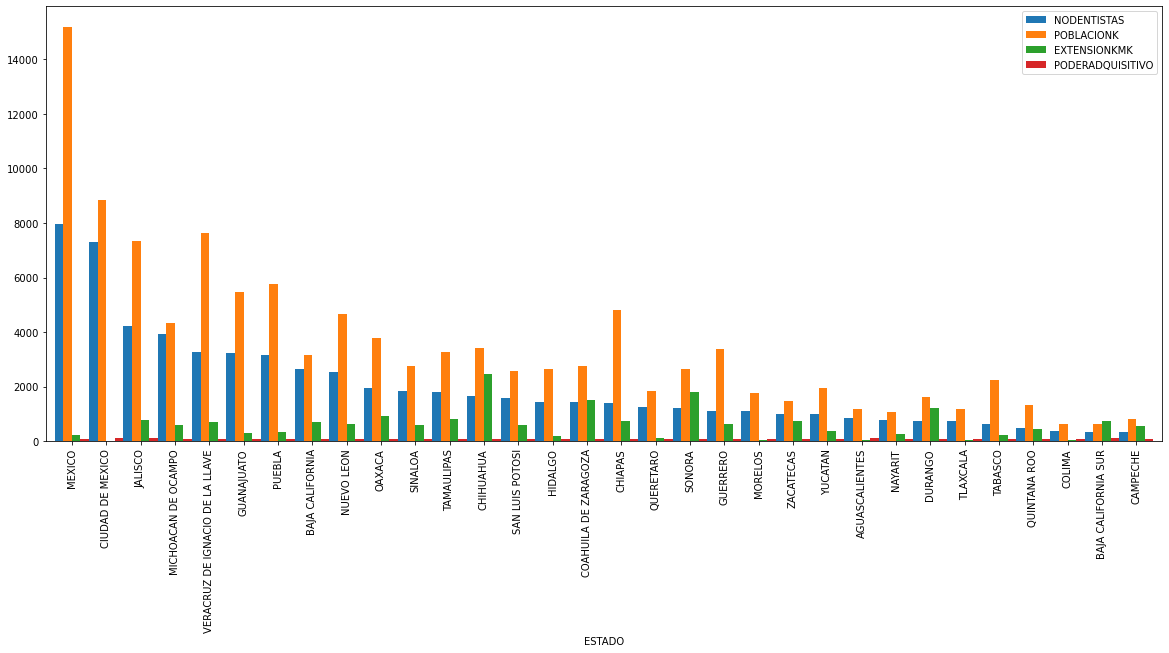 NODENTISTAS
POBLACIONK
EXTENSIONKMK
PODERADQUISITIVO
14000
12000
10000
8000
6000
4000
2000
0
MEXICO
CIUDAD DE MEXICO
JALISCO
MICHOACAN DE OCAMPO
VERACRUZ DE IGNACIO DE LA LLAVE
GUANAJUATO
PUEBLA
BAJA CALIFORNIA
NUEVO LEON
OAXACA
SINALOA
TAMAULIPAS
CHIHUAHUA
SAN LUIS POTOSI
HIDALGO
COAHUILA DE ZARAGOZA
CHIAPAS
QUERETARO
SONORA
GUERRERO
MORELOS
ZACATECAS
YUCATAN
AGUASCALIENTES
NAYARIT
DURANGO
TLAXCALA
TABASCO
QUINTANA ROO
COLIMA
BAJA CALIFORNIA SUR
CAMPECHE
ESTADO